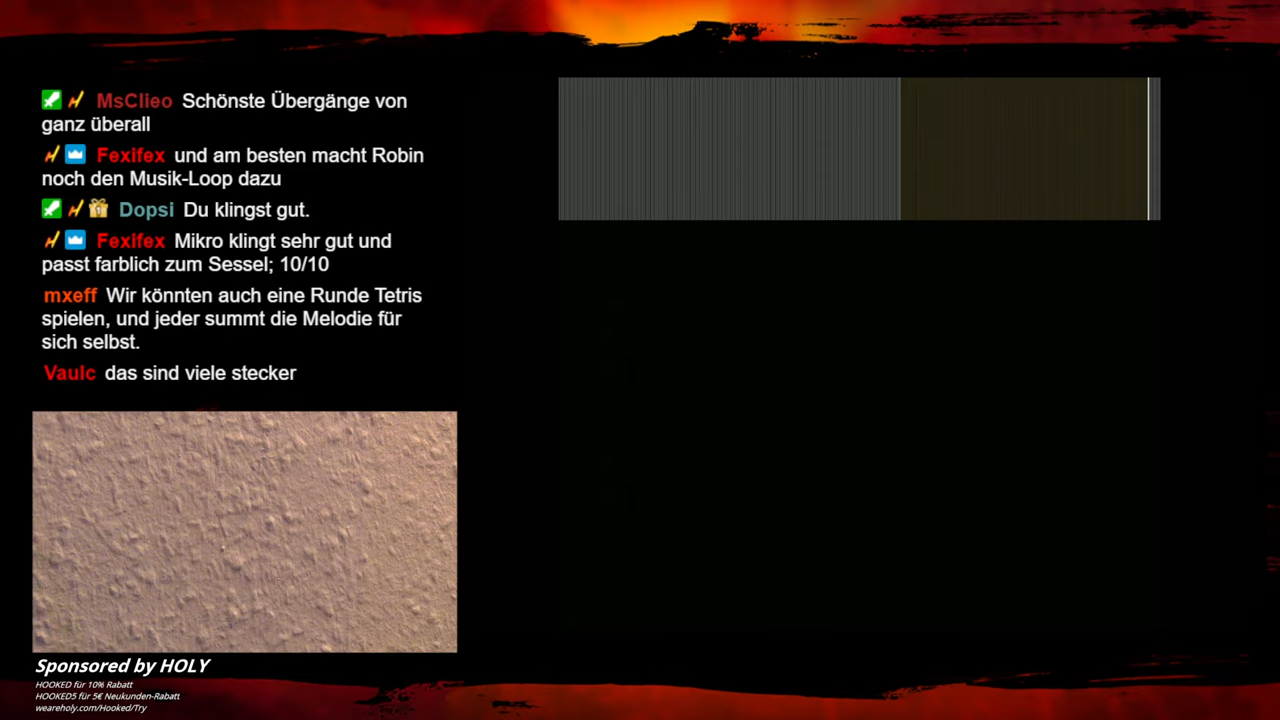 MsClieo Schönste Übergänge von
ganz überall
Fexifex und am besten macht Robin
noch den Musik-Loop dazu
Dopsi Du klingst gut.
Fexifex Mikro klingt sehr gut und
passt farblich zum Sessel; 10/10
mxeff Wir könnten auch eine Runde Tetris
spielen, und jeder summt die Melodie für
sich selbst.
Vaulc das sind viele stecker
Sponsored by HOLY
HOOKED für 10% Rabatt
HOOKED5 für 5€ Neukunden-Rabatt
weareholy.com/Hooked/Try